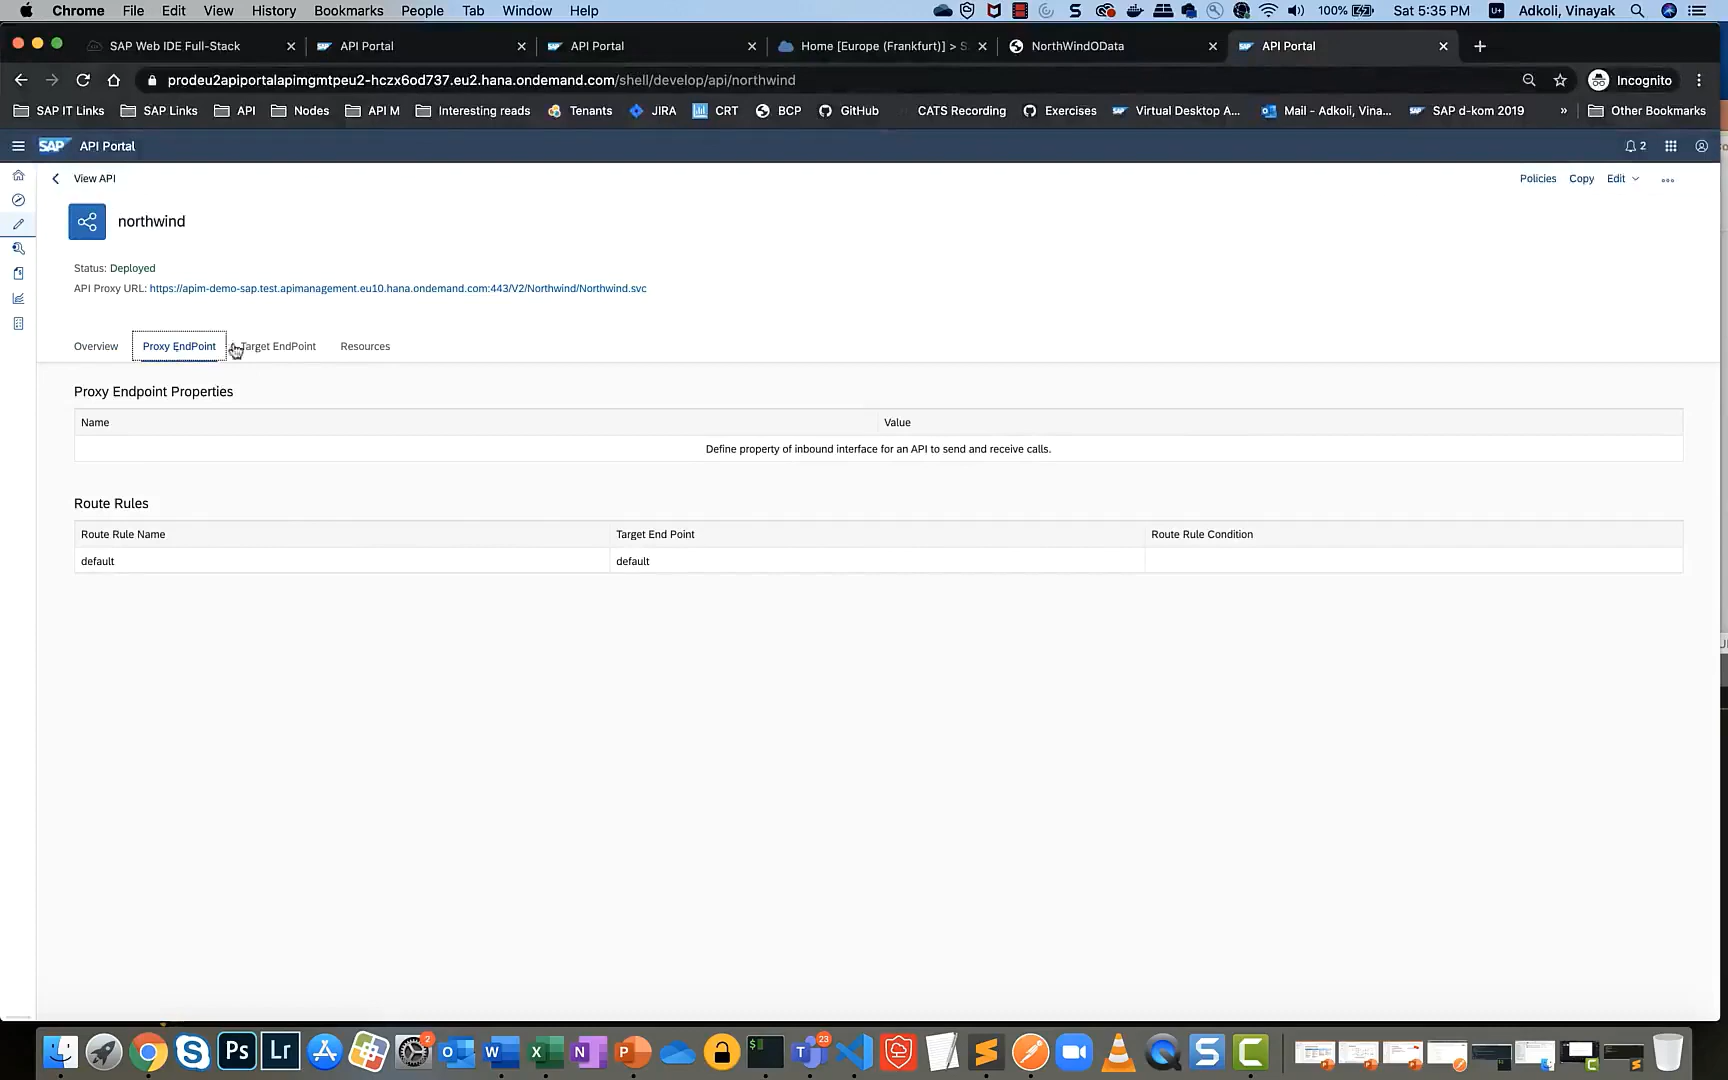 Chrome File Edit View History Bookmarks People Tab Window Help 100% Sat 5:35 PM Adkoli, Vinayak
SAP Web IDE Full-Stack API Portal API Portal Home [Europe (Frankfurt)] > S NorthWindOData API Portal
prodeu2apiportalapimgmtpeu2-hczx6od737.eu2.hana.ondemand.com/shell/develop/api/northwind Incognito
SAP IT Links SAP Links API Nodes API M Interesting reads Tenants JIRA CRT BCP GitHub CATS Recording Exercises Virtual Desktop A... Mail - Adkoli, Vina... SAP d-kom 2019 » Other Bookmarks
SAP API Portal 2
View API Policies Copy Edit
northwind
Status: Deployed
API Proxy URL: https://apim-demo-sap.test.apimanagement.eu10.hana.ondemand.com:443/V2/Northwind/Northwind.svc
Overview Proxy EndPoint Target EndPoint Resources
Proxy Endpoint Properties
Name Value
Define property of inbound interface for an API to send and receive calls.
Route Rules
Route Rule Name Target End Point Route Rule Condition
default default
Ps Lr 2 23